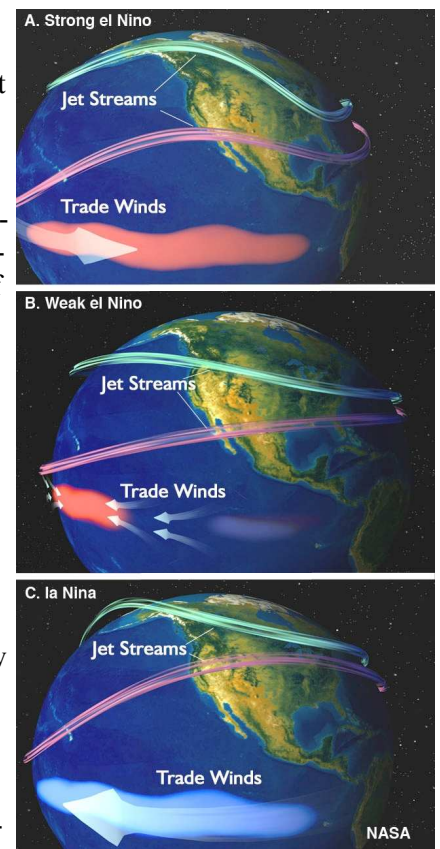 A. Strong el Nino
Jet Streams
Trade Winds
B. Weak el Nino
Jet Streams
Trade Winds
C. la Nina
Jet Streams
Trade Winds
NASA